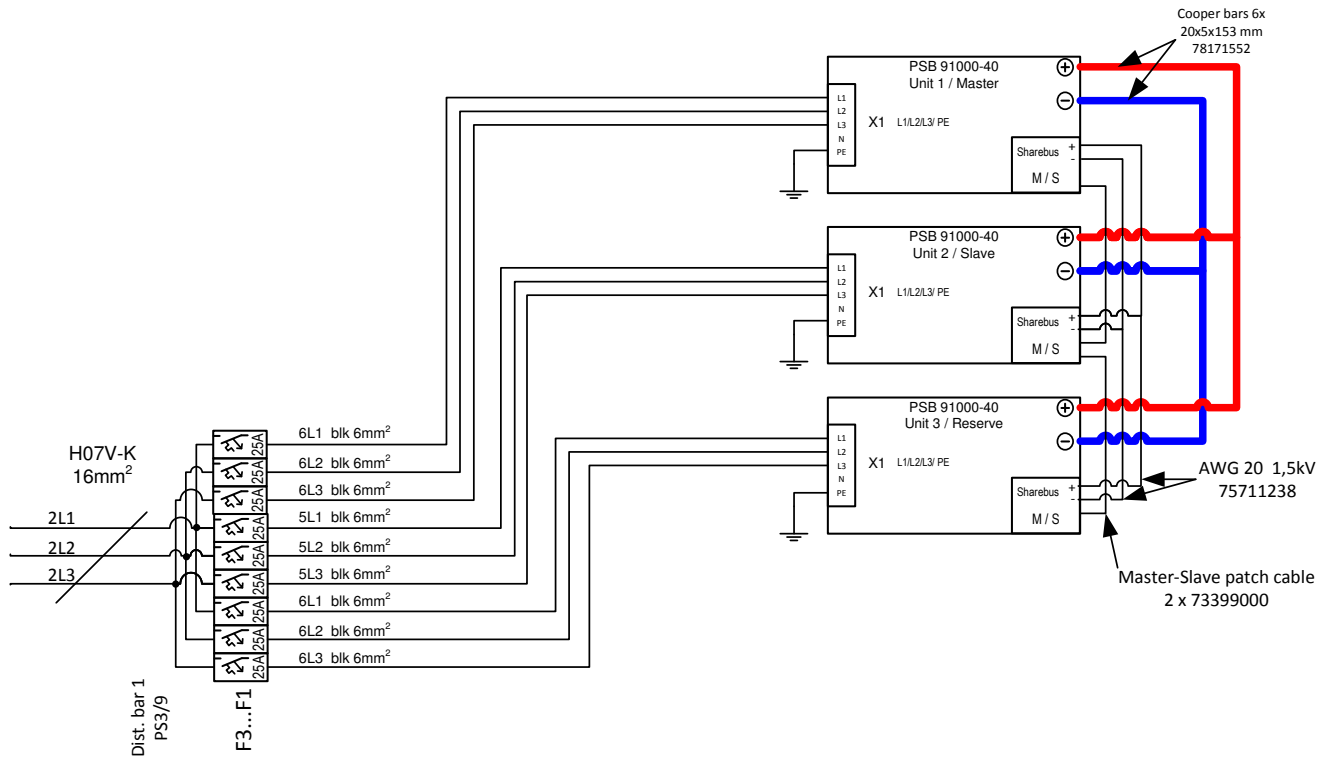 Cooper bars 6x
20x5x153 mm
78171552
PSB 91000-40
Unit 1 / Master
L1
L2
L3
N
PE
X1 L1/L2/L3/ PE
Sharebus + -
M / S
PSB 91000-40
Unit 2 / Slave
L1
L2
L3
N
PE
X1 L1/L2/L3/ PE
Sharebus + -
M / S
PSB 91000-40
Unit 3 / Reserve
L1
L2
L3
N
PE
X1 L1/L2/L3/ PE
Sharebus + -
M / S
AWG 20 1,5kV
75711238
Master-Slave patch cable
2 x 73399000
H07V-K
16mm²
2L1
2L2
2L3
25A 6L1 blk 6mm²
25A 6L2 blk 6mm²
25A 6L3 blk 6mm²
25A 5L1 blk 6mm²
25A 5L2 blk 6mm²
25A 5L3 blk 6mm²
25A 6L1 blk 6mm²
25A 6L2 blk 6mm²
25A 6L3 blk 6mm²
Dist. bar 1
PS3/9
F3...F1